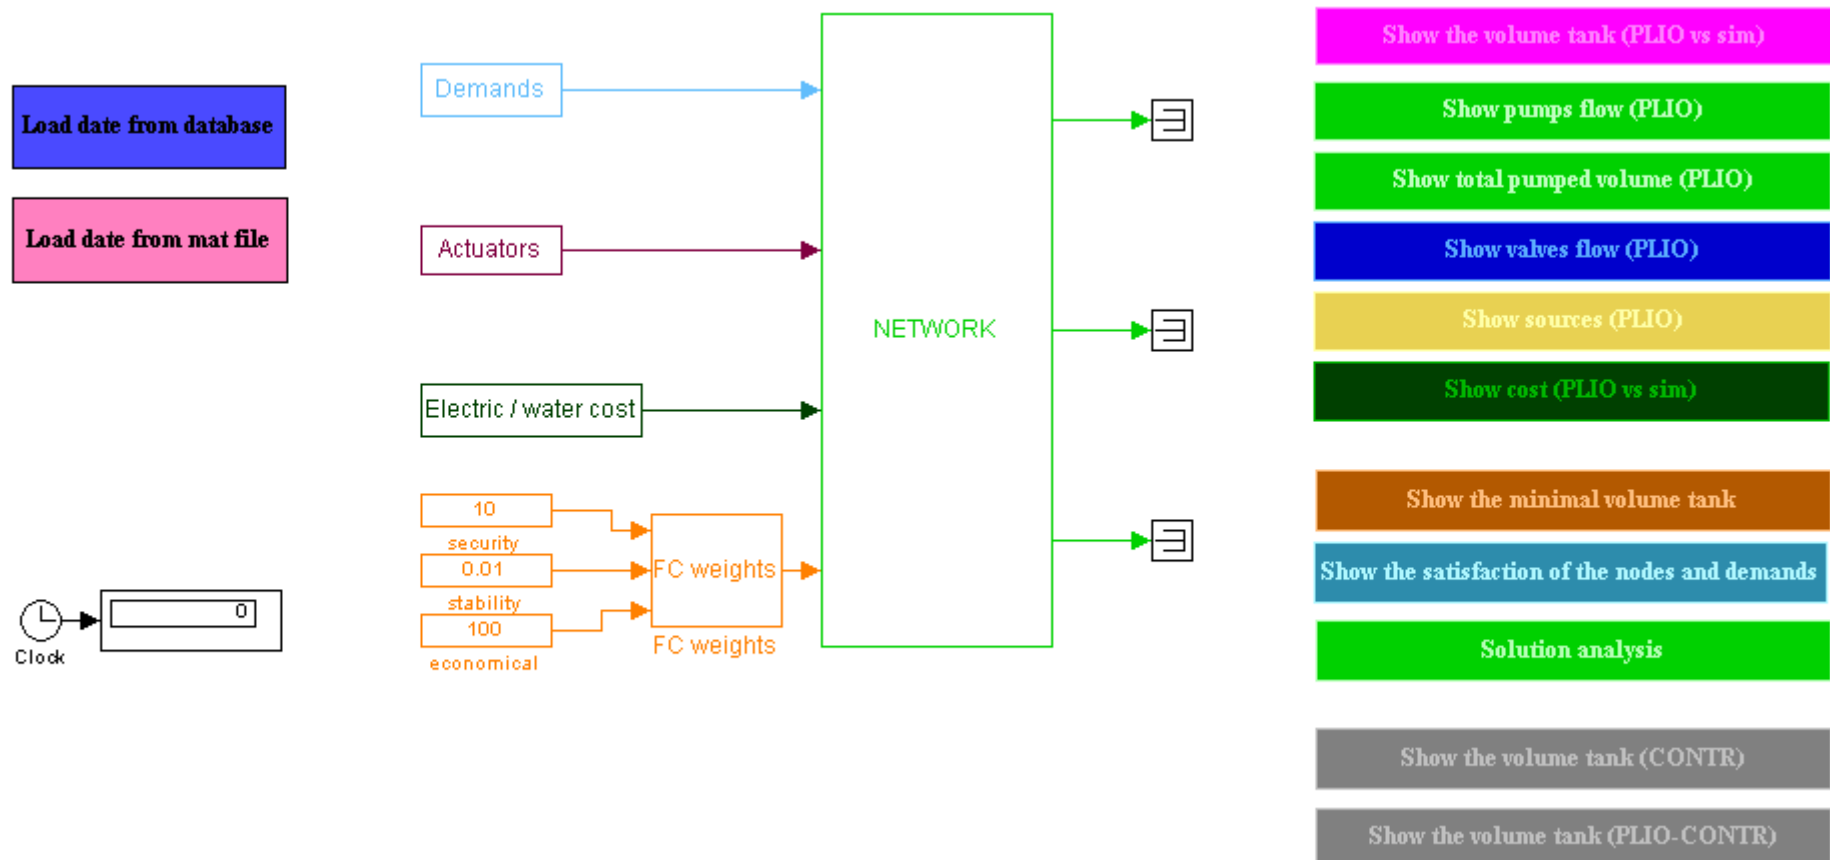 Load date from database
Load date from mat file
Clock
0
Demands
Actuators
Electric / water cost
10
security
0.01
stability
100
economical
FC weights
FC weights
NETWORK
Show the volume tank (PLIO vs sim)
Show pumps flow (PLIO)
Show total pumped volume (PLIO)
Show valves flow (PLIO)
Show sources (PLIO)
Show cost (PLIO vs sim)
Show the minimal volume tank
Show the satisfaction of the nodes and demands
Solution analysis
Show the volume tank (CONTR)
Show the volume tank (PLIO-CONTR)